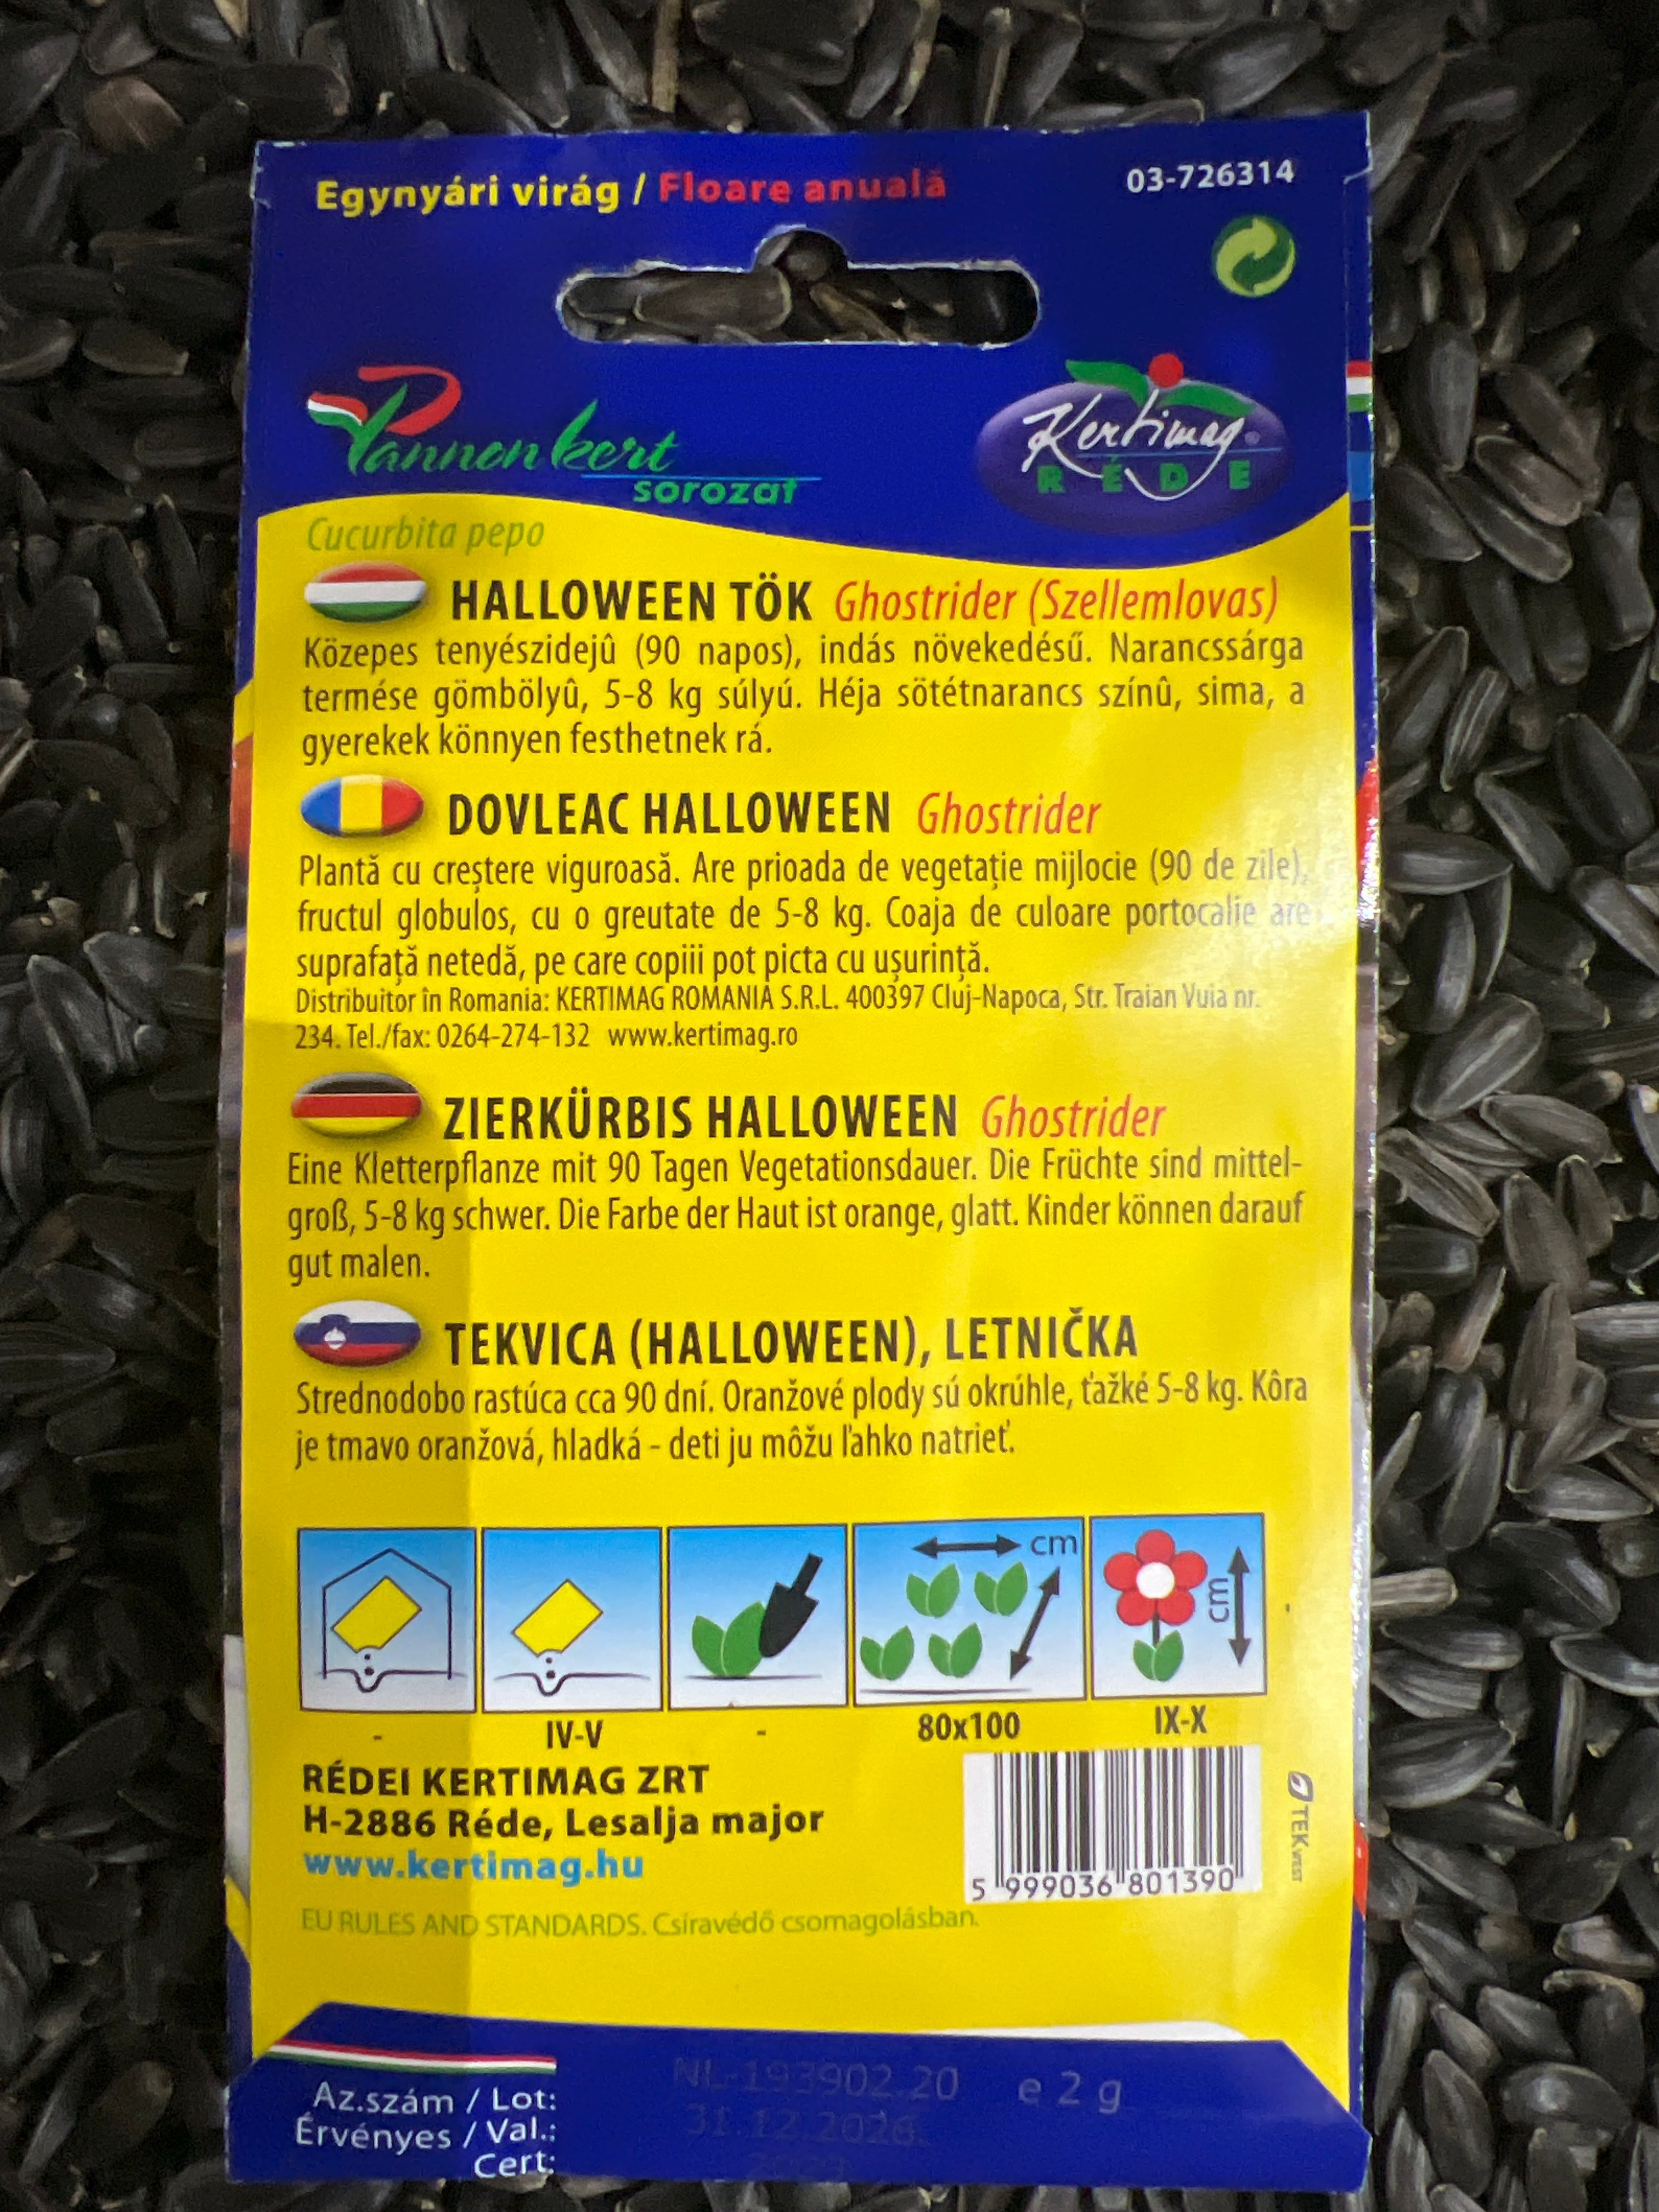 Egynyári virág / Floare anuală
03-726314
Pannon kert
sorozat
Kertimag
RÉDE
Cucurbita pepo
HALLOWEEN TÖK Ghostrider (Szellemlovas)
Közepes tenyészidejû (90 napos), indás növekedésű. Narancssárga
termése gömbölyû, 5-8 kg súlyú. Héja sötétnarancs színû, sima, a
gyerekek könnyen festhetnek rá.
DOVLEAC HALLOWEEN Ghostrider
Plantă cu creștere viguroasă. Are prioada de vegetație mijlocie (90 de zile),
fructul globulos, cu o greutate de 5-8 kg. Coaja de culoare portocalie are
suprafață netedă, pe care copiii pot picta cu ușurință.
Distribuitor în Romania: KERTIMAG ROMANIA S.R.L. 400397 Cluj-Napoca, Str. Traian Vuia nr.
234. Tel./fax: 0264-274-132 www.kertimag.ro
ZIERKÜRBIS HALLOWEEN Ghostrider
Eine Kletterpflanze mit 90 Tagen Vegetationsdauer. Die Früchte sind mittel-
groß, 5-8 kg schwer. Die Farbe der Haut ist orange, glatt. Kinder können darauf
gut malen.
TEKVICA (HALLOWEEN), LETNIČKA
Strednodobo rastúca cca 90 dní. Oranžové plody sú okrúhle, ťažké 5-8 kg. Kôra
je tmavo oranžová, hladká - deti ju môžu ľahko natrieť.
cm
cm
- IV-V - 80x100 IX-X
RÉDEI KERTIMAG ZRT
H-2886 Réde, Lesalja major
www.kertimag.hu
5 999036 801390
TEK
EU RULES AND STANDARDS. Csíravédő csomagolásban.
Az.szám / Lot: NL-193902.20 e 2 g
Érvényes / Val.: 31.12.2026.
Cert: